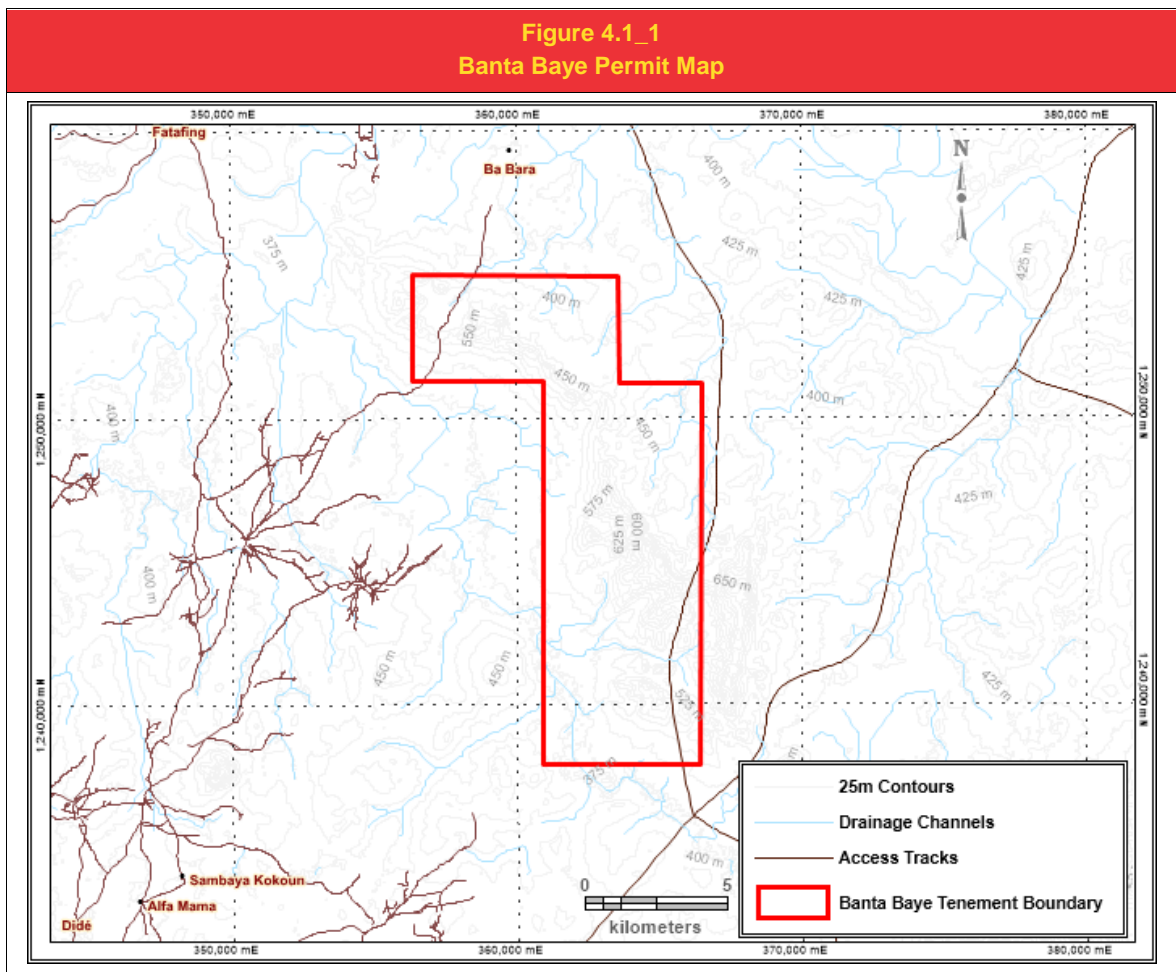 Figure 4.1_1
Banta Baye Permit Map
350,000 mE
360,000 mE
370,000 mE
380,000 mE
Fatafing
Ba Bara
N
400 m
425 m
375 m
425 m
400 m
425 m
550 m
450 m
400 m
1,250,000 mN
1,250,000 mN
400 m
450 m
425 m
575 m
625 m
600 m
400 m
650 m
450 m
450 m
425 m
1,240,000 mN
1,240,000 mN
525 m
375 m
400 m
Sambaya Kokoun
Alfa Mama
Didé
0
5
kilometers
25m Contours
Drainage Channels
Access Tracks
Banta Baye Tenement Boundary
350,000 mE
360,000 mE
370,000 mE
380,000 mE